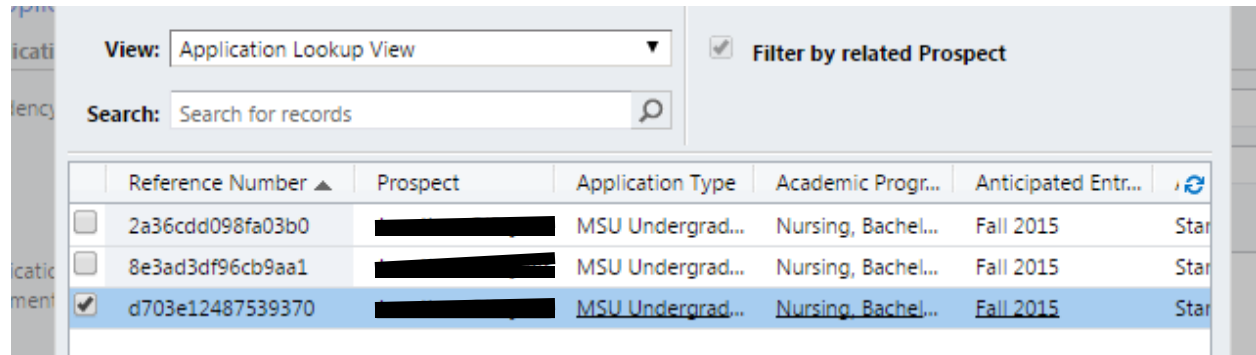 View: Application Lookup View
Filter by related Prospect
Search: Search for records
Reference Number Prospect Application Type Academic Progr... Anticipated Entr...
2a36cdd098fa03b0 MSU Undergrad... Nursing, Bachel... Fall 2015 Star
8e3ad3df96cb9aa1 MSU Undergrad... Nursing, Bachel... Fall 2015 Star
d703e12487539370 MSU Undergrad... Nursing, Bachel... Fall 2015 Star